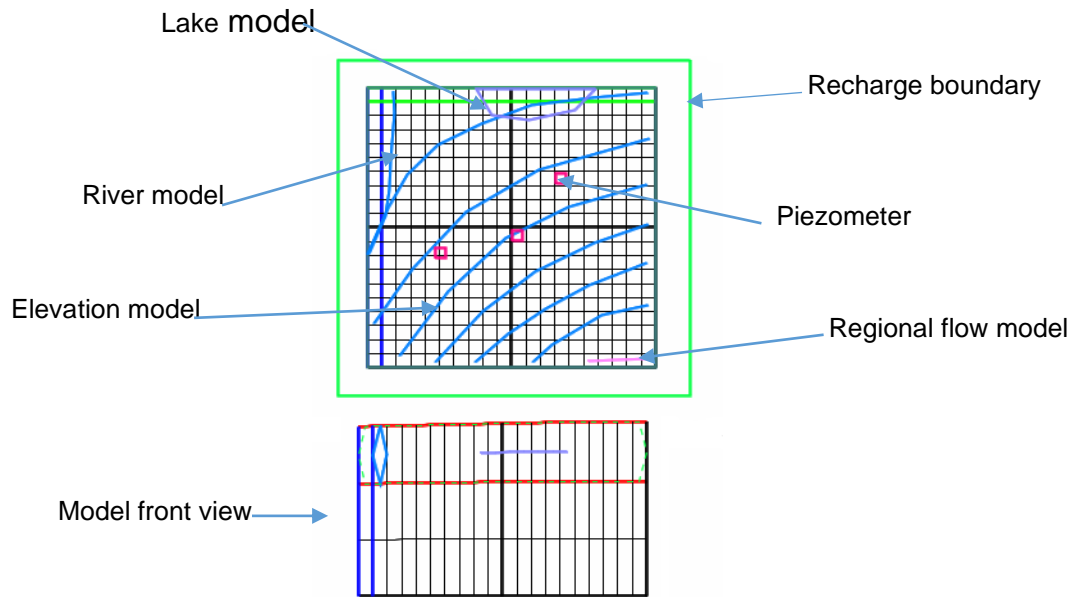 Lake model
Recharge boundary
River model
Piezometer
Elevation model
Regional flow model
Model front view